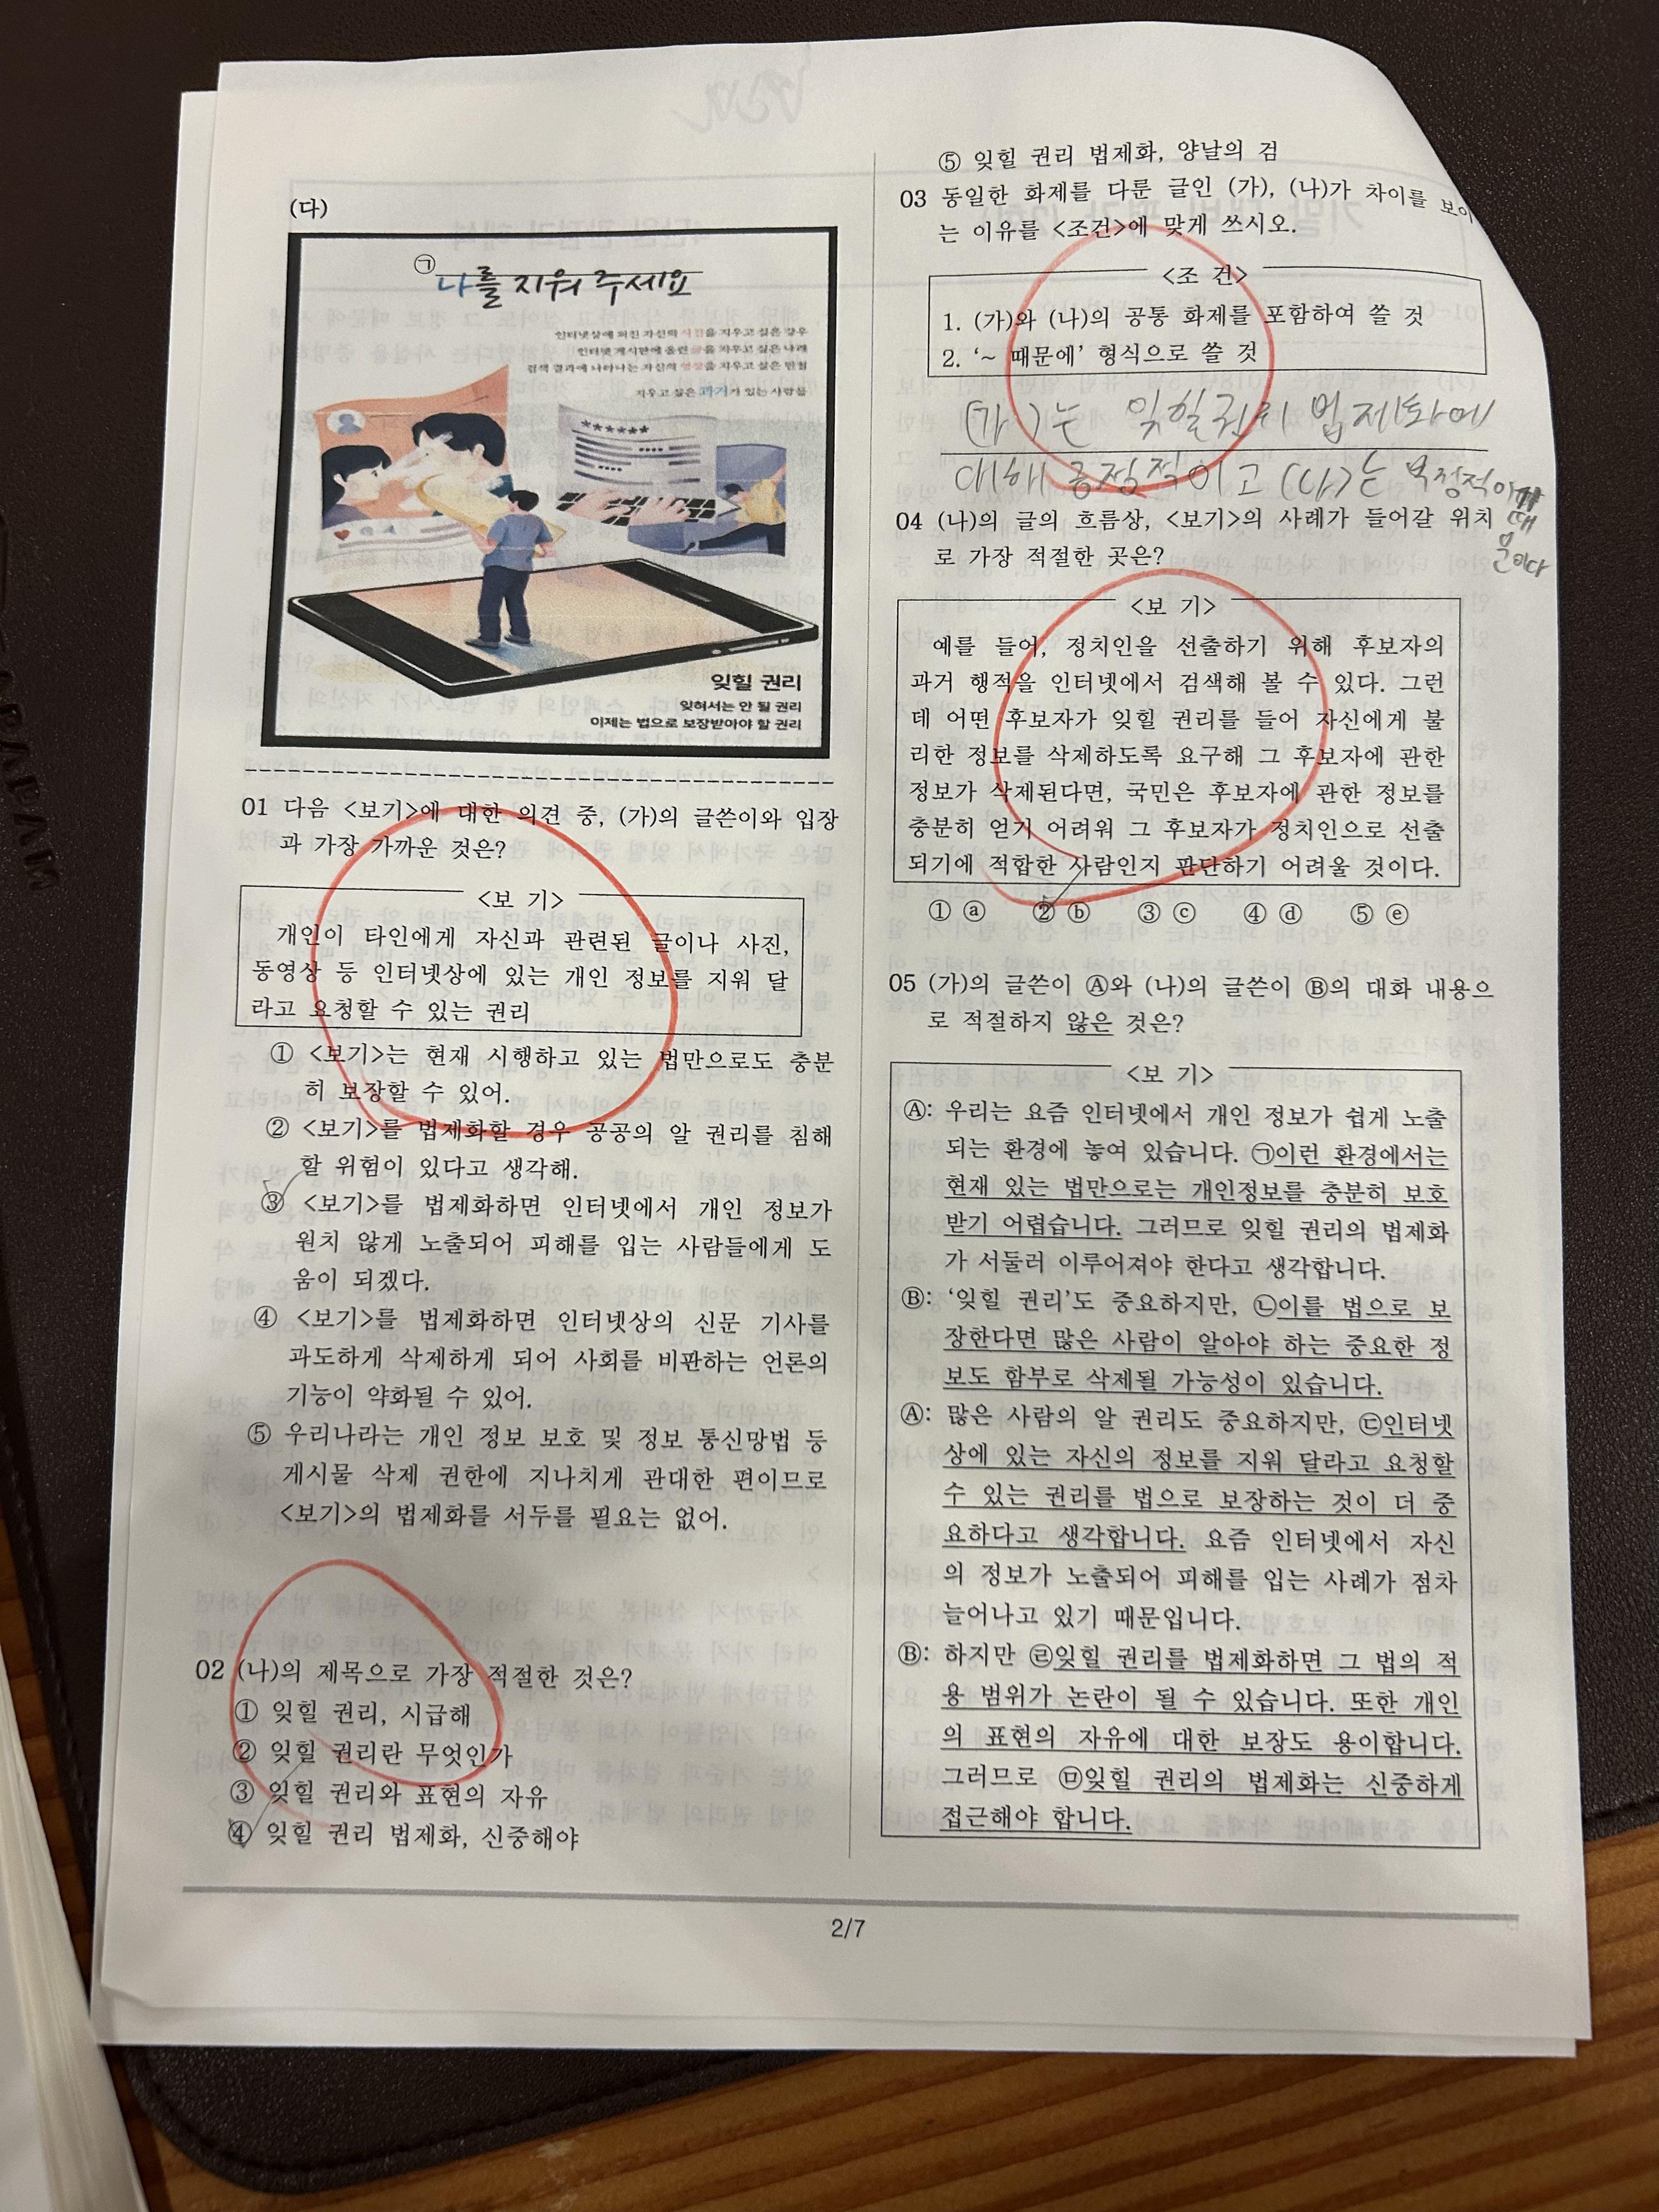 (다)
㉠
나를 지워 주세요
인터넷상에 퍼진 자신의 사진을 지우고 싶은 강우
인터넷 게시판에 올린 글을 지우고 싶은 나래
검색 결과에 나타나는 자신의 영상을 지우고 싶은 민철
지우고 싶은 과거가 있는 사람들
******
잊힐 권리
잊혀서는 안 될 권리
이제는 법으로 보장받아야 할 권리
01 다음 <보기>에 대한 의견 중, (가)의 글쓴이와 입장
과 가장 가까운 것은?
<보 기>
개인이 타인에게 자신과 관련된 글이나 사진,
동영상 등 인터넷상에 있는 개인 정보를 지워 달
라고 요청할 수 있는 권리
① <보기>는 현재 시행하고 있는 법만으로도 충분
히 보장할 수 있어.
② <보기>를 법제화할 경우 공공의 알 권리를 침해
할 위험이 있다고 생각해.
③ <보기>를 법제화하면 인터넷에서 개인 정보가
원치 않게 노출되어 피해를 입는 사람들에게 도
움이 되겠다.
④ <보기>를 법제화하면 인터넷상의 신문 기사를
과도하게 삭제하게 되어 사회를 비판하는 언론의
기능이 약화될 수 있어.
⑤ 우리나라는 개인 정보 보호 및 정보 통신망법 등
게시물 삭제 권한에 지나치게 관대한 편이므로
<보기>의 법제화를 서두를 필요는 없어.
02 (나)의 제목으로 가장 적절한 것은?
① 잊힐 권리, 시급해
② 잊힐 권리란 무엇인가
③ 잊힐 권리와 표현의 자유
④ 잊힐 권리 법제화, 신중해야
⑤ 잊힐 권리 법제화, 양날의 검
03 동일한 화제를 다룬 글인 (가), (나)가 차이를 보이
는 이유를 <조건>에 맞게 쓰시오.
<조 건>
1. (가)와 (나)의 공통 화제를 포함하여 쓸 것
2. '~ 때문에' 형식으로 쓸 것
(가)는 잊힐권리 법제화에
대해 긍정적이고 (나)는 부정적이기
때
문이다
04 (나)의 글의 흐름상, <보기>의 사례가 들어갈 위치
로 가장 적절한 곳은?
<보 기>
예를 들어, 정치인을 선출하기 위해 후보자의
과거 행적을 인터넷에서 검색해 볼 수 있다. 그런
데 어떤 후보자가 잊힐 권리를 들어 자신에게 불
리한 정보를 삭제하도록 요구해 그 후보자에 관한
정보가 삭제된다면, 국민은 후보자에 관한 정보를
충분히 얻기 어려워 그 후보자가 정치인으로 선출
되기에 적합한 사람인지 판단하기 어려울 것이다.
① ⓐ ② ⓑ ③ ⓒ ④ ⓓ ⑤ ⓔ
05 (가)의 글쓴이 Ⓐ와 (나)의 글쓴이 Ⓑ의 대화 내용으
로 적절하지 않은 것은?
<보 기>
Ⓐ: 우리는 요즘 인터넷에서 개인 정보가 쉽게 노출
되는 환경에 놓여 있습니다. ㉠이런 환경에서는
현재 있는 법만으로는 개인정보를 충분히 보호
받기 어렵습니다. 그러므로 잊힐 권리의 법제화
가 서둘러 이루어져야 한다고 생각합니다.
Ⓑ: '잊힐 권리'도 중요하지만, ㉡이를 법으로 보
장한다면 많은 사람이 알아야 하는 중요한 정
보도 함부로 삭제될 가능성이 있습니다.
Ⓐ: 많은 사람의 알 권리도 중요하지만, ㉢인터넷
상에 있는 자신의 정보를 지워 달라고 요청할
수 있는 권리를 법으로 보장하는 것이 더 중
요하다고 생각합니다. 요즘 인터넷에서 자신
의 정보가 노출되어 피해를 입는 사례가 점차
늘어나고 있기 때문입니다.
Ⓑ: 하지만 ㉣잊힐 권리를 법제화하면 그 법의 적
용 범위가 논란이 될 수 있습니다. 또한 개인
의 표현의 자유에 대한 보장도 용이합니다.
그러므로 ㉤잊힐 권리의 법제화는 신중하게
접근해야 합니다.
2/7